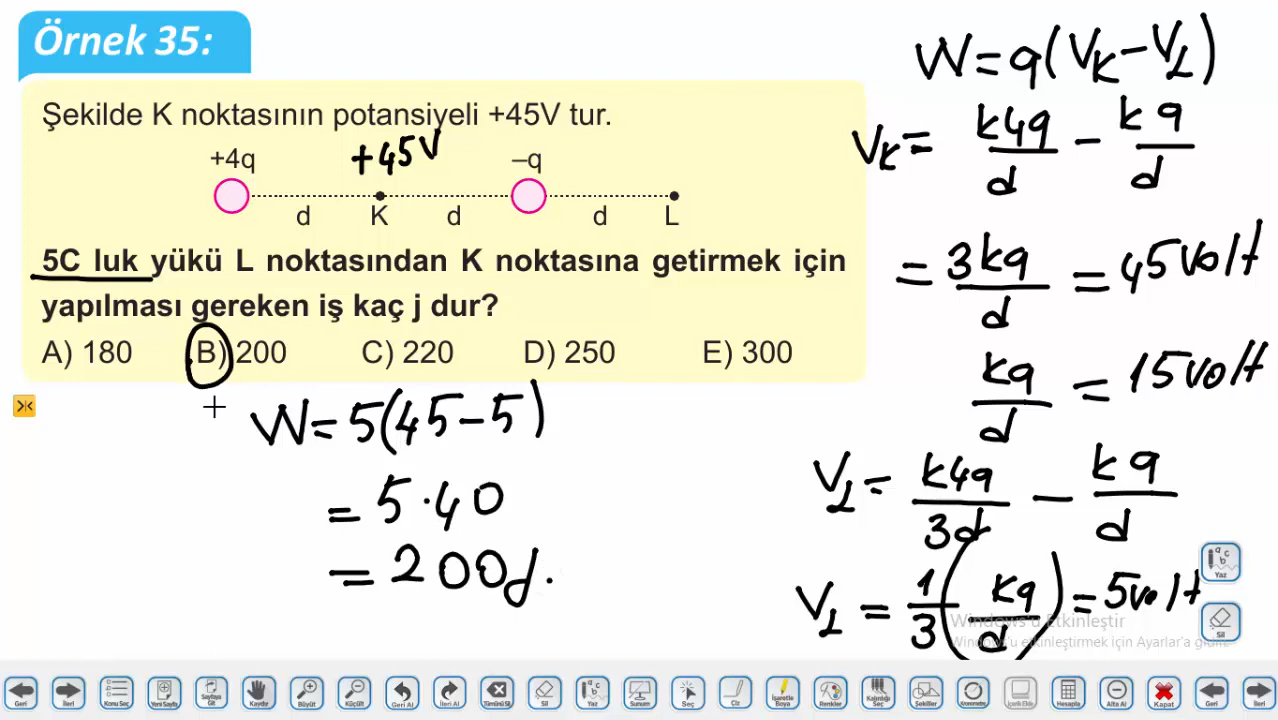 Örnek 35:
Şekilde K noktasının potansiyeli +45V tur.
+4q +45V –q
d K d d L
5C luk yükü L noktasından K noktasına getirmek için
yapılması gereken iş kaç j dur?
A) 180 B) 200 C) 220 D) 250 E) 300
W = 5(45 – 5)
= 5·40
= 200 j.
W = q(VK – VL)
VK = k4q/d – kq/d
= 3kq/d = 45 volt
kq/d = 15 volt
VL = k4q/3d – kq/d
VL = 1/3 (kq/d) = 5 volt
Windows'u Etkinleştir
Windows'u etkinleştirmek için Ayarlar'a gidin.
a c b
Yaz
Sil
Geri İleri Konu Seç Yeni Sayfa Sayfaya Git Kaydır Büyüt Küçült Geri Al İleri Al Tümünü Sil Sil Yaz Sunum Seç Çiz İşaretle Boya Renkler Kalınlığı Seç Şekiller Kronometre İçerik Ekle Hesapla Alta Al Kapat Geri İleri